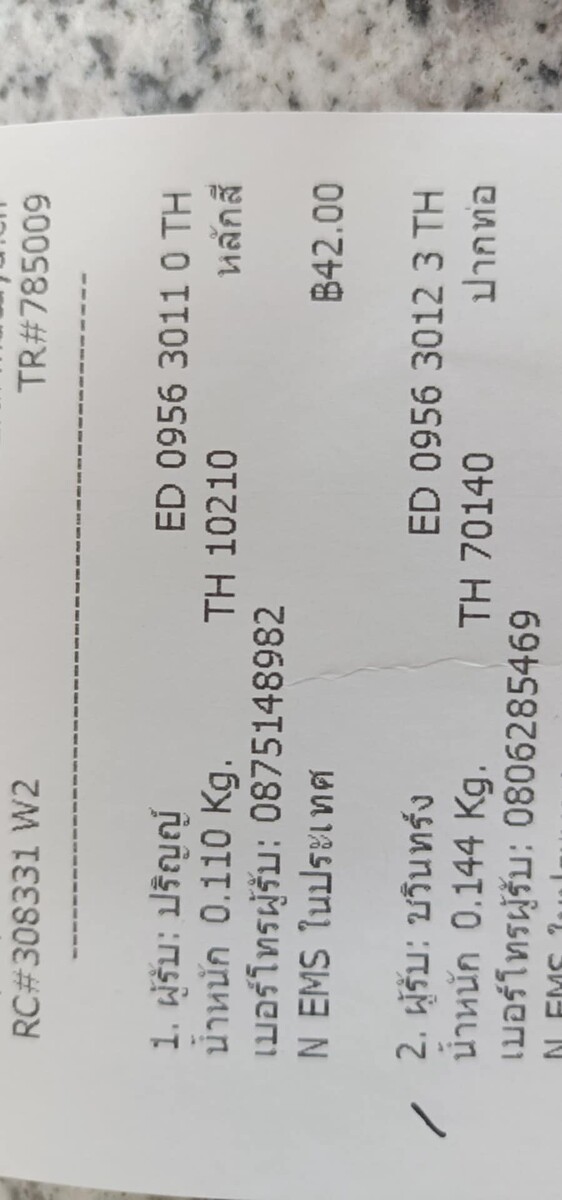 RC#308331 W2 TR#785009
1. ผู้รับ: ปริญญ์ ED 0956 3011 0 TH
น้ำหนัก 0.110 Kg. TH 10210 หลักสี่
เบอร์โทรผู้รับ: 0875148982
N EMS ในประเทศ ฿42.00
2. ผู้รับ: ชวินทร์ง ED 0956 3012 3 TH
น้ำหนัก 0.144 Kg. TH 70140 ปากท่อ
เบอร์โทรผู้รับ: 0806285469
N EMS